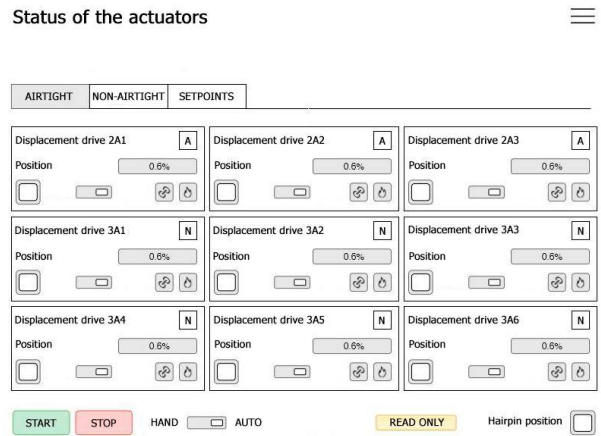 Status of the actuators
AIRTIGHT NON-AIRTIGHT SETPOINTS
Displacement drive 2A1 A
Position 0.6%
Displacement drive 2A2 A
Position 0.6%
Displacement drive 2A3 A
Position 0.6%
Displacement drive 3A1 N
Position 0.6%
Displacement drive 3A2 N
Position 0.6%
Displacement drive 3A3 N
Position 0.6%
Displacement drive 3A4 N
Position 0.6%
Displacement drive 3A5 N
Position 0.6%
Displacement drive 3A6 N
Position 0.6%
START STOP HAND AUTO READ ONLY Hairpin position